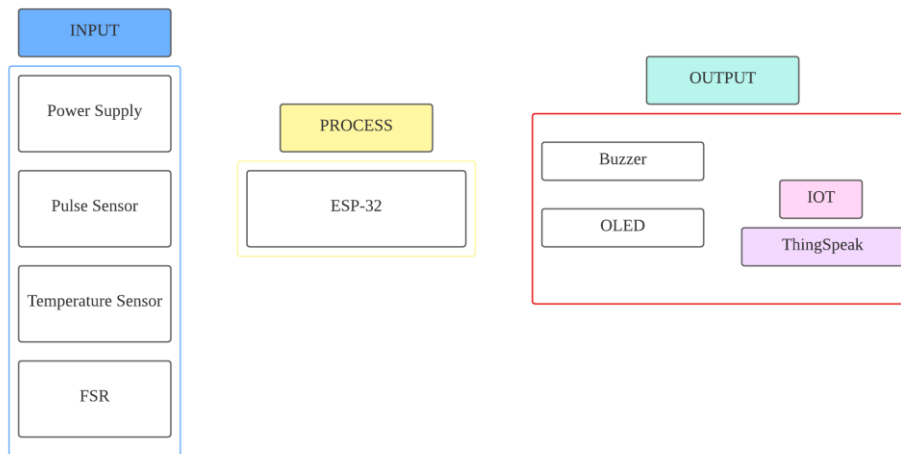 INPUT
Power Supply
Pulse Sensor
Temperature Sensor
FSR
PROCESS
ESP-32
OUTPUT
Buzzer
OLED
IOT
ThingSpeak